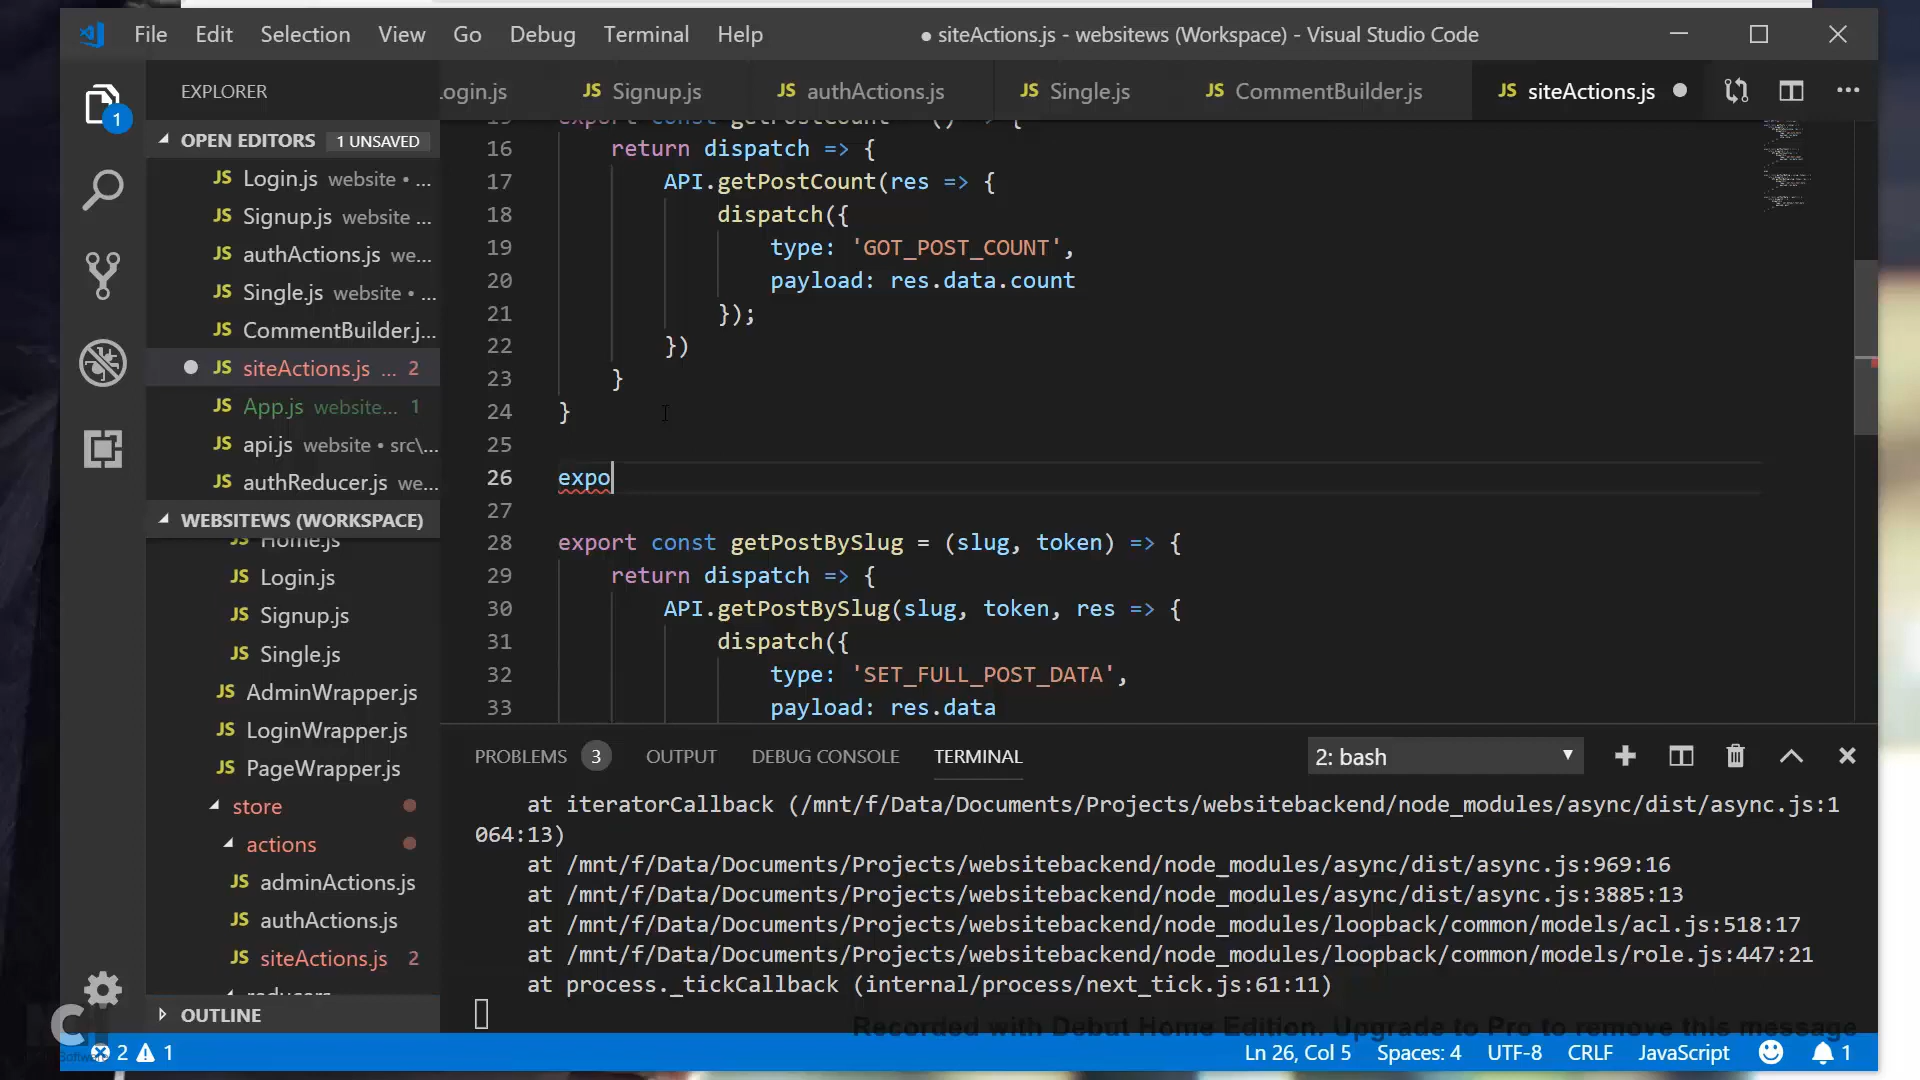 File Edit Selection View Go Debug Terminal Help
● siteActions.js - websitews (Workspace) - Visual Studio Code
EXPLORER
ogin.js
JS Signup.js
JS authActions.js
JS Single.js
JS CommentBuilder.js
JS siteActions.js
1
OPEN EDITORS 1 UNSAVED
JS Login.js website • ...
JS Signup.js website ...
JS authActions.js we...
JS Single.js website • ...
JS CommentBuilder.j...
JS siteActions.js ... 2
JS App.js website... 1
JS api.js website • src\...
JS authReducer.js we...
WEBSITEWS (WORKSPACE)
JS Home.js
JS Login.js
JS Signup.js
JS Single.js
JS AdminWrapper.js
JS LoginWrapper.js
JS PageWrapper.js
store
actions
JS adminActions.js
JS authActions.js
JS siteActions.js 2
reducers
OUTLINE
15 export const getPostCount = () => {
16 return dispatch => {
17 API.getPostCount(res => {
18 dispatch({
19 type: 'GOT_POST_COUNT',
20 payload: res.data.count
21 });
22 })
23 }
24 }
25
26 expo
27
28 export const getPostBySlug = (slug, token) => {
29 return dispatch => {
30 API.getPostBySlug(slug, token, res => {
31 dispatch({
32 type: 'SET_FULL_POST_DATA',
33 payload: res.data
PROBLEMS 3 OUTPUT DEBUG CONSOLE TERMINAL 2: bash
at iteratorCallback (/mnt/f/Data/Documents/Projects/websitebackend/node_modules/async/dist/async.js:1
064:13)
at /mnt/f/Data/Documents/Projects/websitebackend/node_modules/async/dist/async.js:969:16
at /mnt/f/Data/Documents/Projects/websitebackend/node_modules/async/dist/async.js:3885:13
at /mnt/f/Data/Documents/Projects/websitebackend/node_modules/loopback/common/models/acl.js:518:17
at /mnt/f/Data/Documents/Projects/websitebackend/node_modules/loopback/common/models/role.js:447:21
at process._tickCallback (internal/process/next_tick.js:61:11)
Recorded with Debut Home Edition. Upgrade to Pro to remove this message
NCH
Software
2 1
Ln 26, Col 5 Spaces: 4 UTF-8 CRLF JavaScript 1